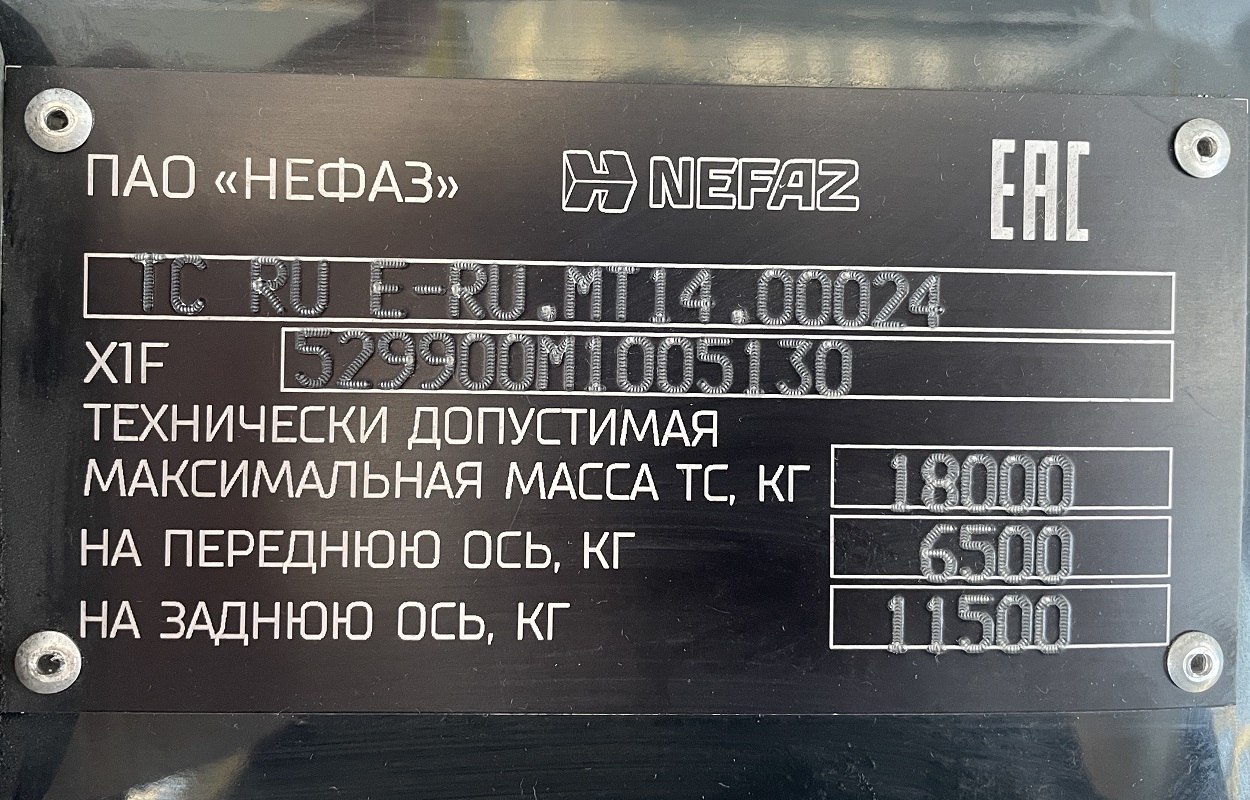 ПАО «НЕФАЗ» NEFAZ EAC
TC RU E-RU.MT14.00024
X1F 529900M1005130
ТЕХНИЧЕСКИ ДОПУСТИМАЯ
МАКСИМАЛЬНАЯ МАССА ТС, КГ 18000
НА ПЕРЕДНЮЮ ОСЬ, КГ 6500
НА ЗАДНЮЮ ОСЬ, КГ 11500